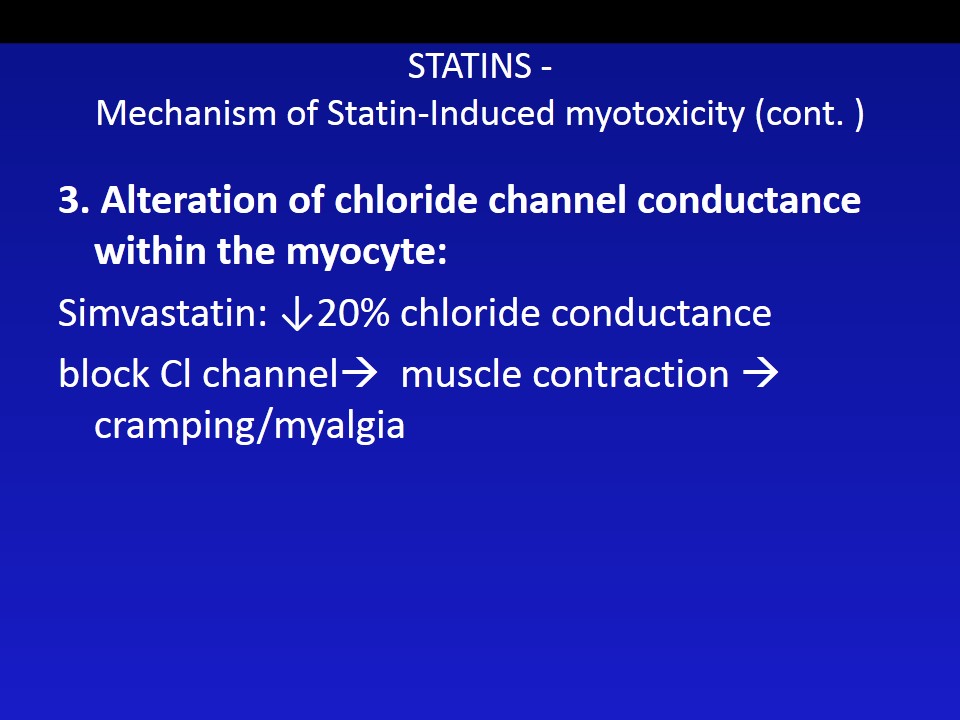 STATINS -
Mechanism of Statin-Induced myotoxicity (cont. )
3. Alteration of chloride channel conductance
within the myocyte:
Simvastatin: ↓20% chloride conductance
block Cl channel→ muscle contraction →
cramping/myalgia